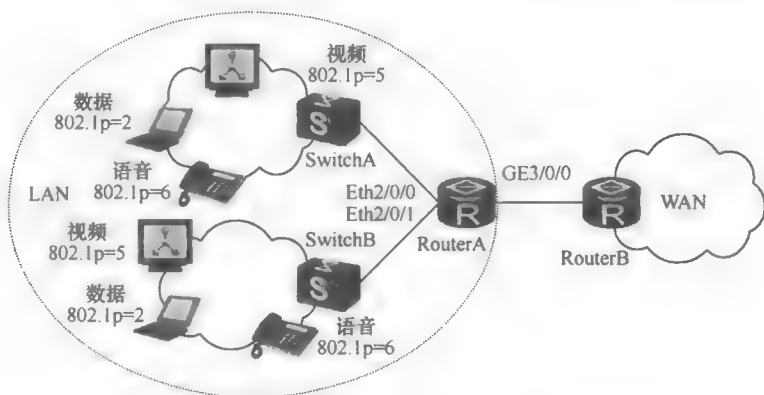 视频
802.1p=5
数据
802.1p=2
语音
802.1p=6
SwitchA
LAN
Eth2/0/0
Eth2/0/1
GE3/0/0
RouterA
RouterB
WAN
视频
802.1p=5
数据
802.1p=2
SwitchB
语音
802.1p=6
S
S
R
R